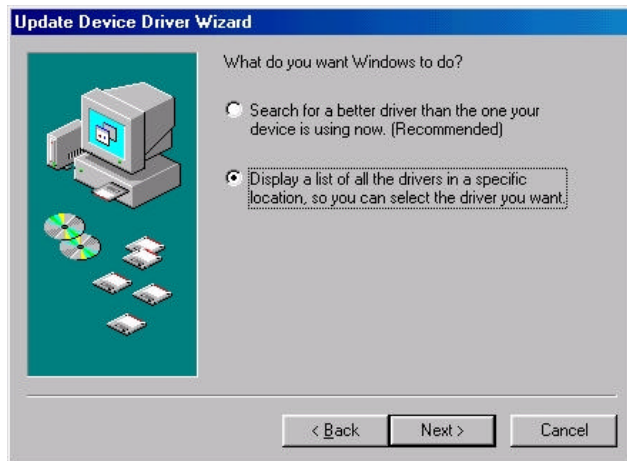 Update Device Driver Wizard
What do you want Windows to do?
Search for a better driver than the one your
device is using now. (Recommended)
Display a list of all the drivers in a specific
location, so you can select the driver you want.
< Back
Next >
Cancel